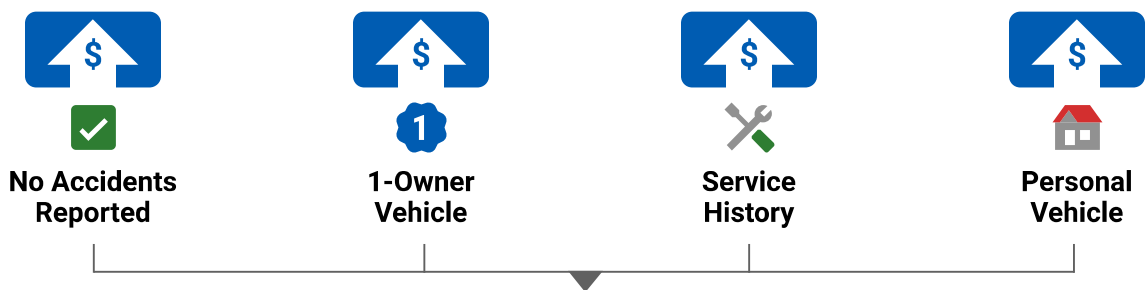 $
$
$
$
1
No Accidents
Reported
1-Owner
Vehicle
Service
History
Personal
Vehicle